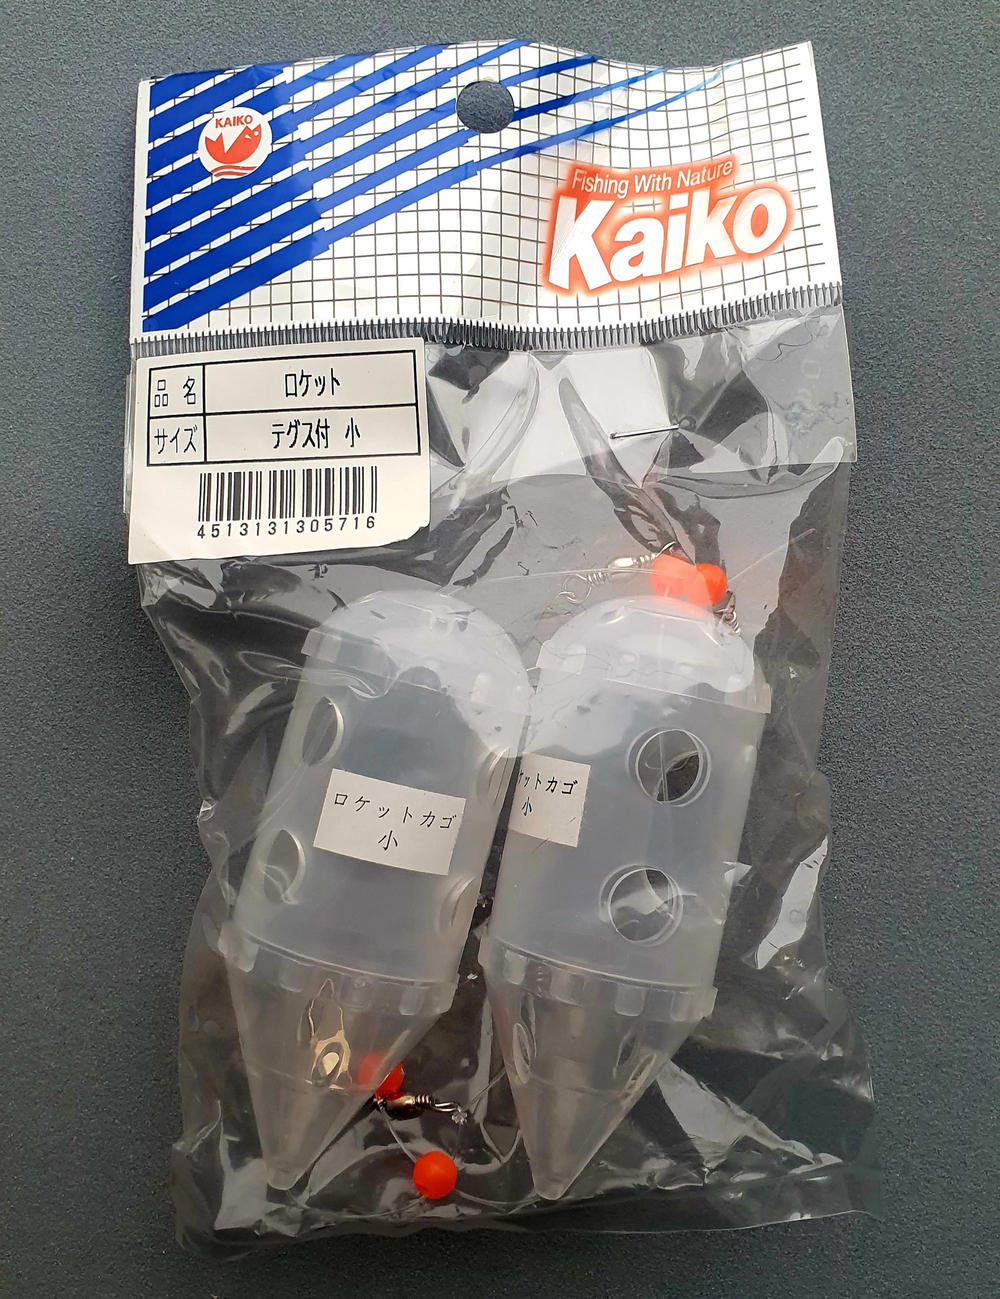 KAIKO
Fishing With Nature
Kaiko
品名 ロケット
サイズ テグス付 小
4513131305716
ロケットカゴ
小
ケットカゴ
小